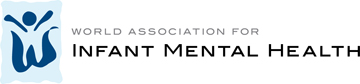 WORLD ASSOCIATION FOR
INFANT MENTAL HEALTH